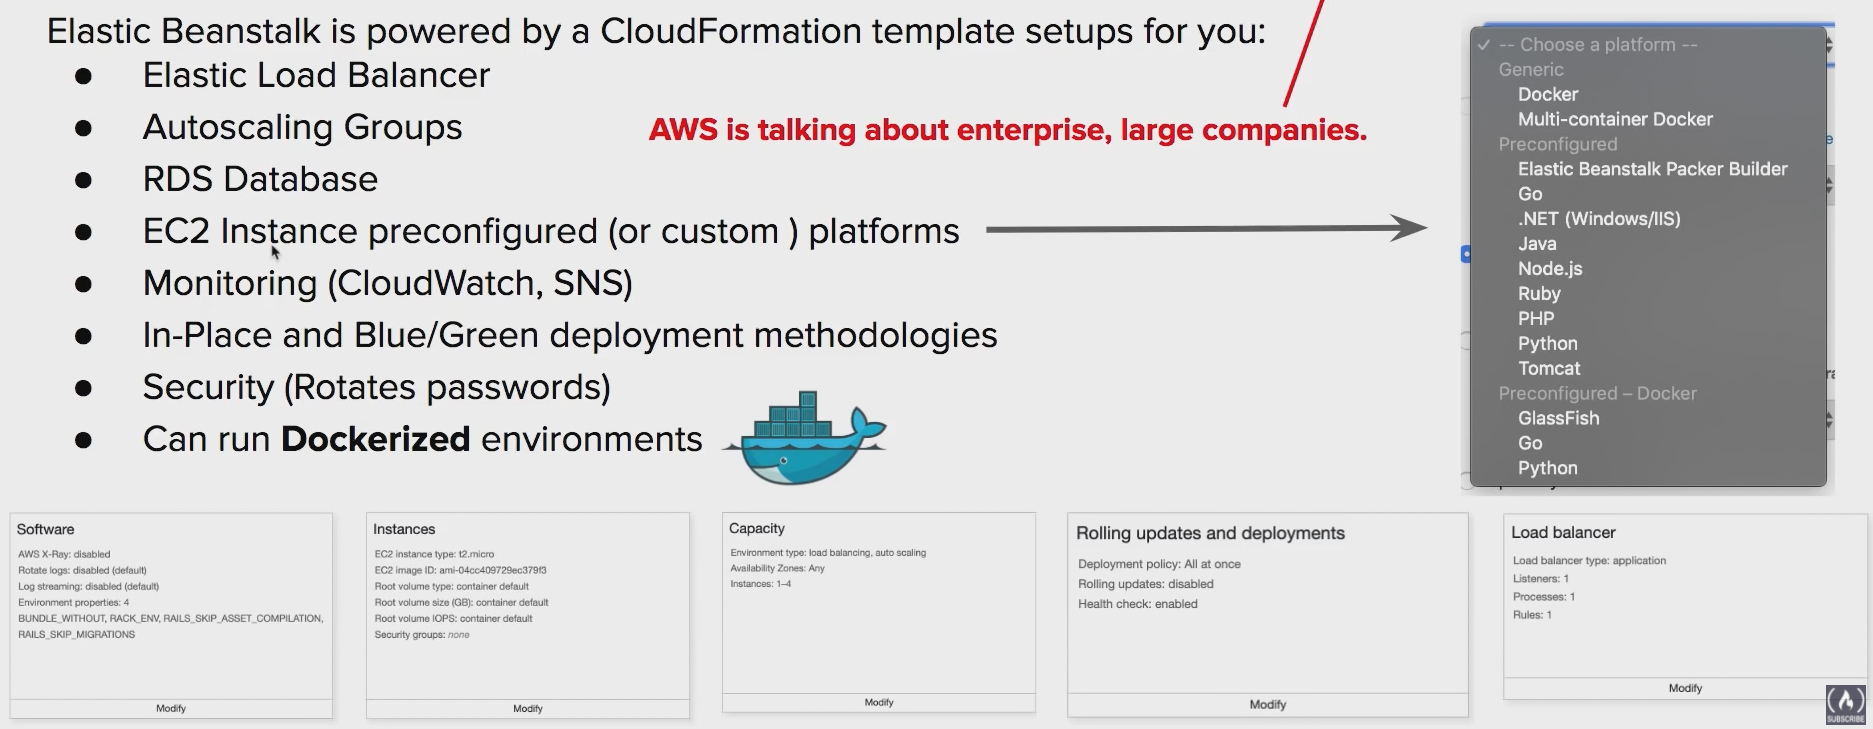 Elastic Beanstalk is powered by a CloudFormation template setups for you:
● Elastic Load Balancer
● Autoscaling Groups
AWS is talking about enterprise, large companies.
● RDS Database
● EC2 Instance preconfigured (or custom ) platforms
● Monitoring (CloudWatch, SNS)
● In-Place and Blue/Green deployment methodologies
● Security (Rotates passwords)
● Can run Dockerized environments
✓ -- Choose a platform --
Generic
Docker
Multi-container Docker
Preconfigured
Elastic Beanstalk Packer Builder
Go
.NET (Windows/IIS)
Java
Node.js
Ruby
PHP
Python
Tomcat
Preconfigured – Docker
GlassFish
Go
Python
Software
AWS X-Ray: disabled
Rotate logs: disabled (default)
Log streaming: disabled (default)
Environment properties: 4
BUNDLE_WITHOUT, RACK_ENV, RAILS_SKIP_ASSET_COMPILATION,
RAILS_SKIP_MIGRATIONS
Modify
Instances
EC2 instance type: t2.micro
EC2 image ID: ami-04cc409729ec379f3
Root volume type: container default
Root volume size (GB): container default
Root volume IOPS: container default
Security groups: none
Modify
Capacity
Environment type: load balancing, auto scaling
Availability Zones: Any
Instances: 1–4
Modify
Rolling updates and deployments
Deployment policy: All at once
Rolling updates: disabled
Health check: enabled
Modify
Load balancer
Load balancer type: application
Listeners: 1
Processes: 1
Rules: 1
Modify
SUBSCRIBE